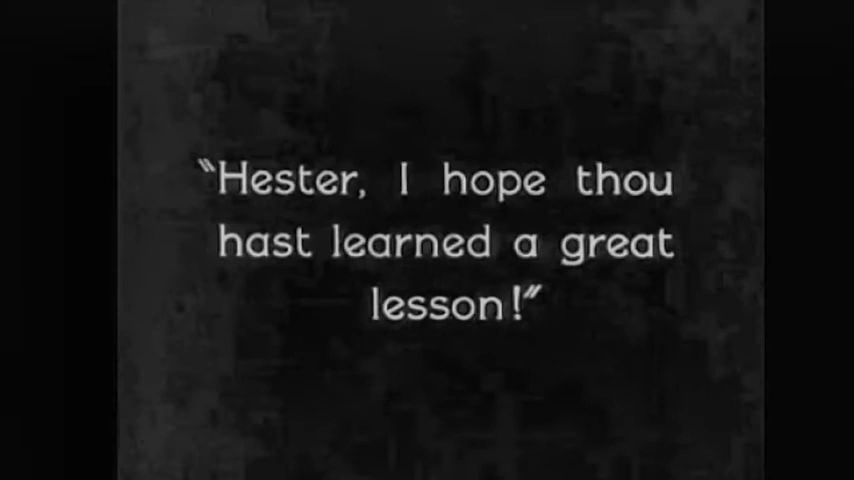 “Hester, I hope thou
hast learned a great
lesson!”